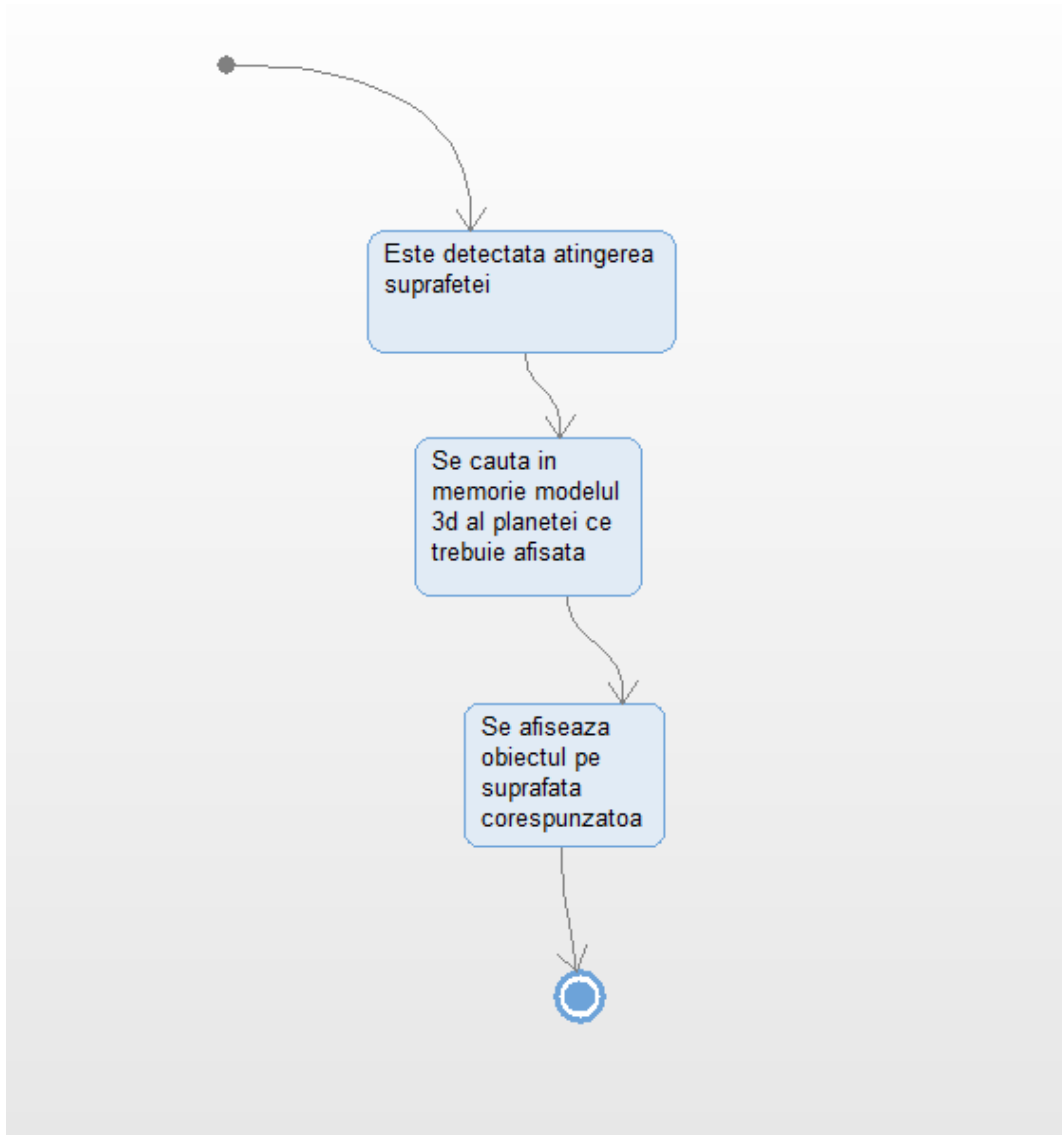 Este detectata atingerea
suprafetei
Se cauta in
memorie modelul
3d al planetei ce
trebuie afisata
Se afiseaza
obiectul pe
suprafata
corespunzatoa